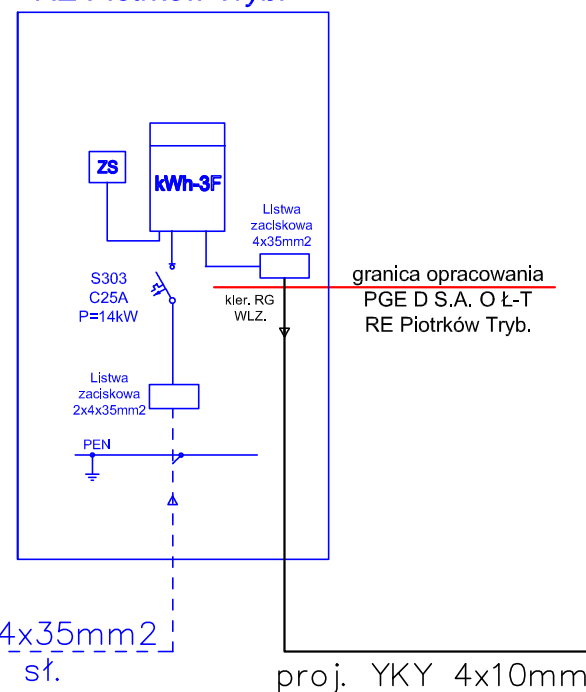 ZS
kWh-3F
Listwa
zaciskowa
4x35mm2
S303
C25A
P=14kW
kler. RG
WLZ.
granica opracowania
PGE D S.A. O Ł-T
RE Piotrków Tryb.
Listwa
zaciskowa
2x4x35mm2
PEN
4x35mm2
sł.
proj. YKY 4x10mm